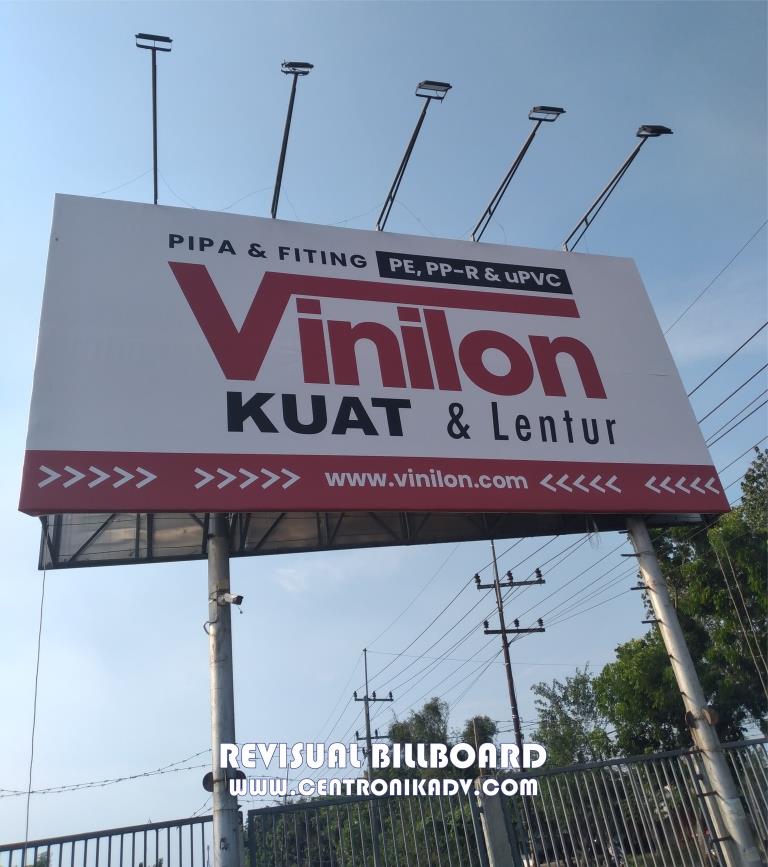 PIPA & FITING PE, PP-R & uPVC
Vinilon
KUAT & Lentur
>>>>> >>>>> www.vinilon.com <<<<< <<<<<
REVISUAL BILLBOARD
WWW.CENTRONIKADV.COM